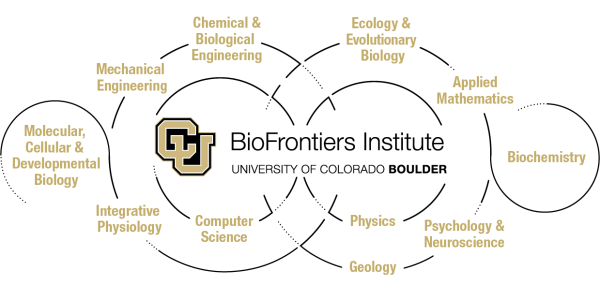 Chemical &
Biological
Engineering
Ecology &
Evolutionary
Biology
Mechanical
Engineering
Applied
Mathematics
Molecular,
Cellular &
Developmental
Biology
CU
BioFrontiers Institute
UNIVERSITY OF COLORADO BOULDER
Biochemistry
Integrative
Physiology
Computer
Science
Physics
Psychology &
Neuroscience
Geology